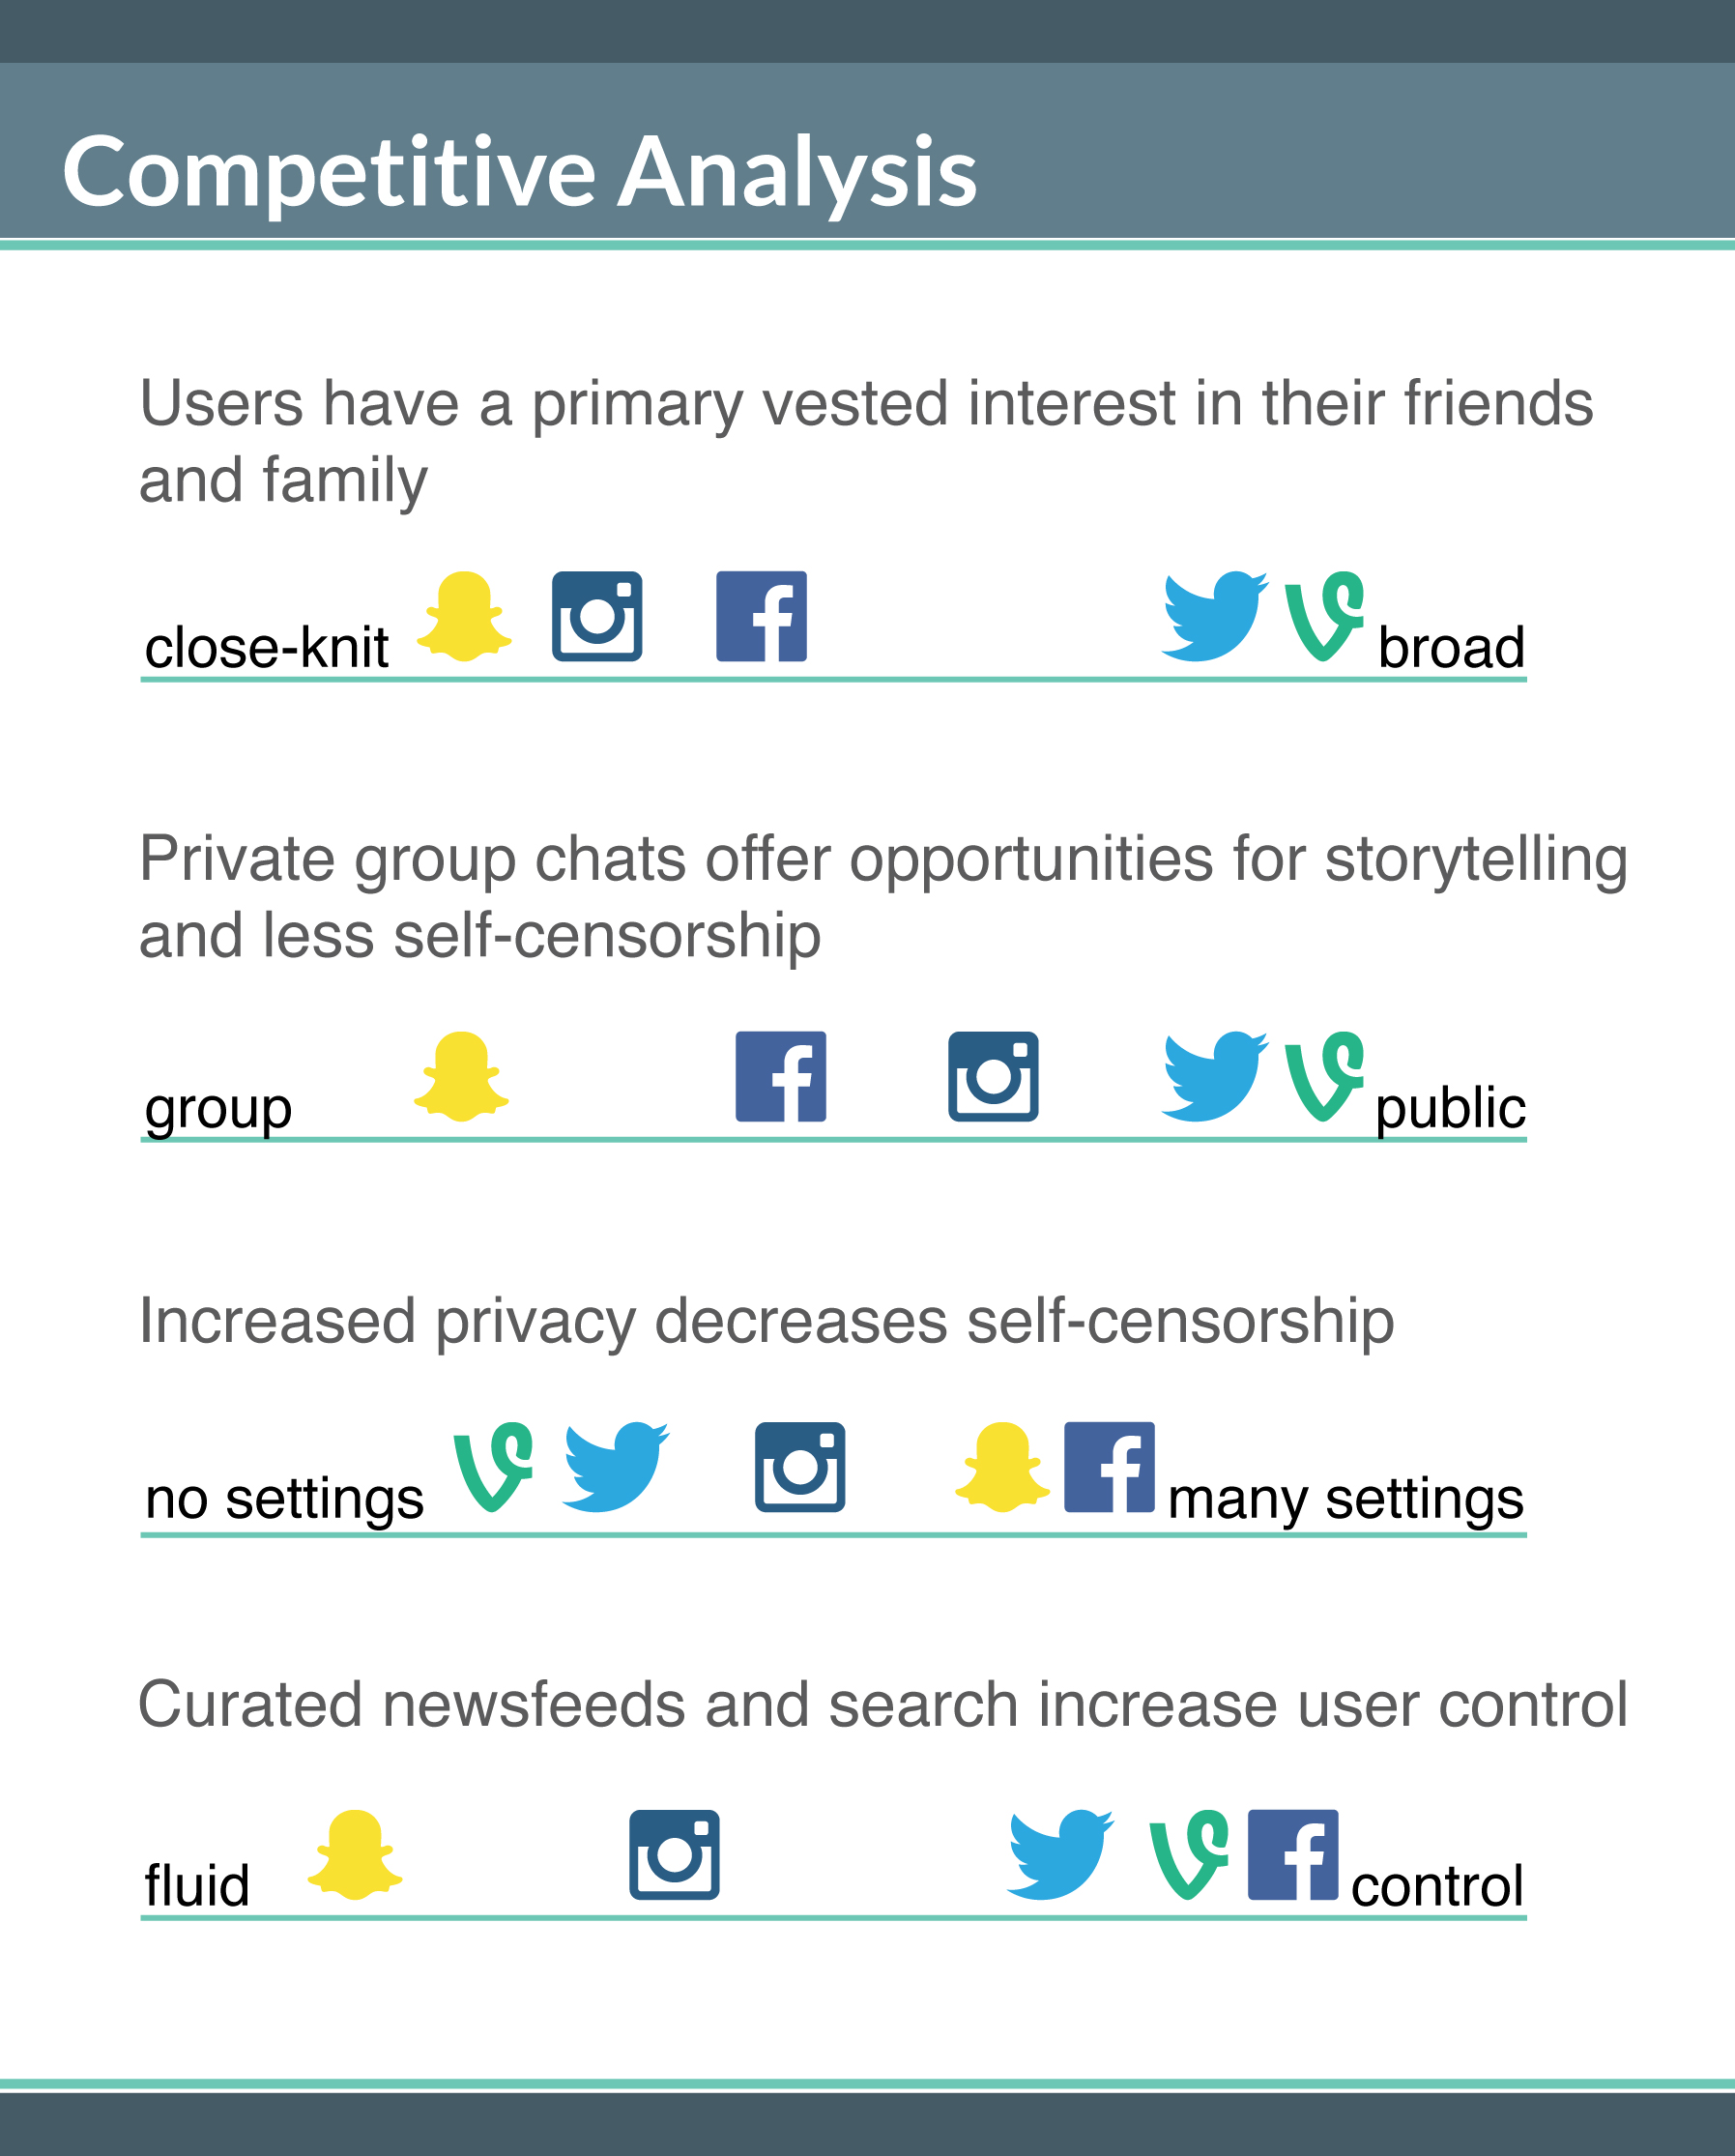 Competitive Analysis
Users have a primary vested interest in their friends
and family
close-knit broad
Private group chats offer opportunities for storytelling
and less self-censorship
group public
Increased privacy decreases self-censorship
no settings many settings
Curated newsfeeds and search increase user control
fluid control